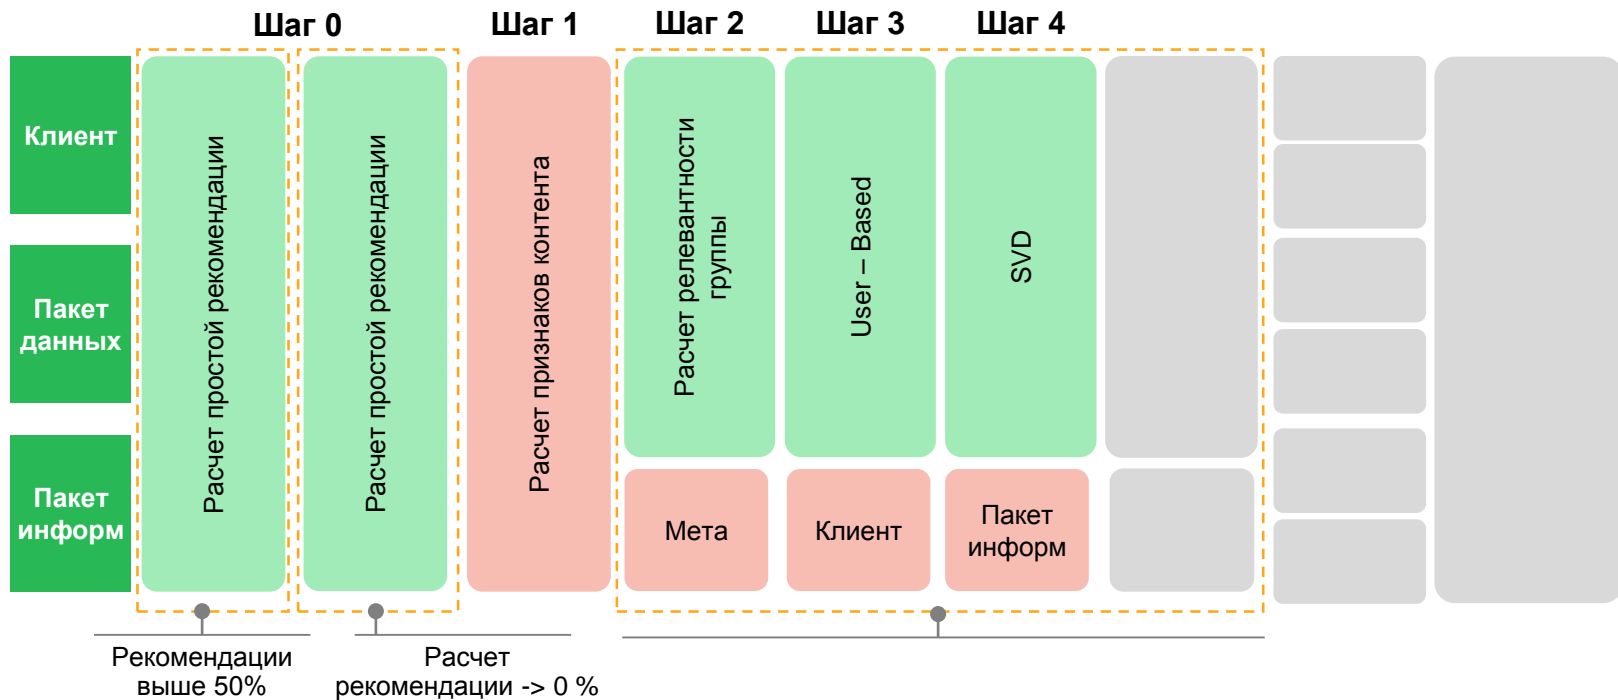 Шаг 0
Шаг 1
Шаг 2
Шаг 3
Шаг 4
Клиент
Пакет
данных
Пакет
информ
Расчет простой рекомендации
Расчет простой рекомендации
Расчет признаков контента
Расчет релевантности
группы
User – Based
SVD
Мета
Клиент
Пакет
информ
Рекомендации
выше 50%
Расчет
рекомендации -> 0 %